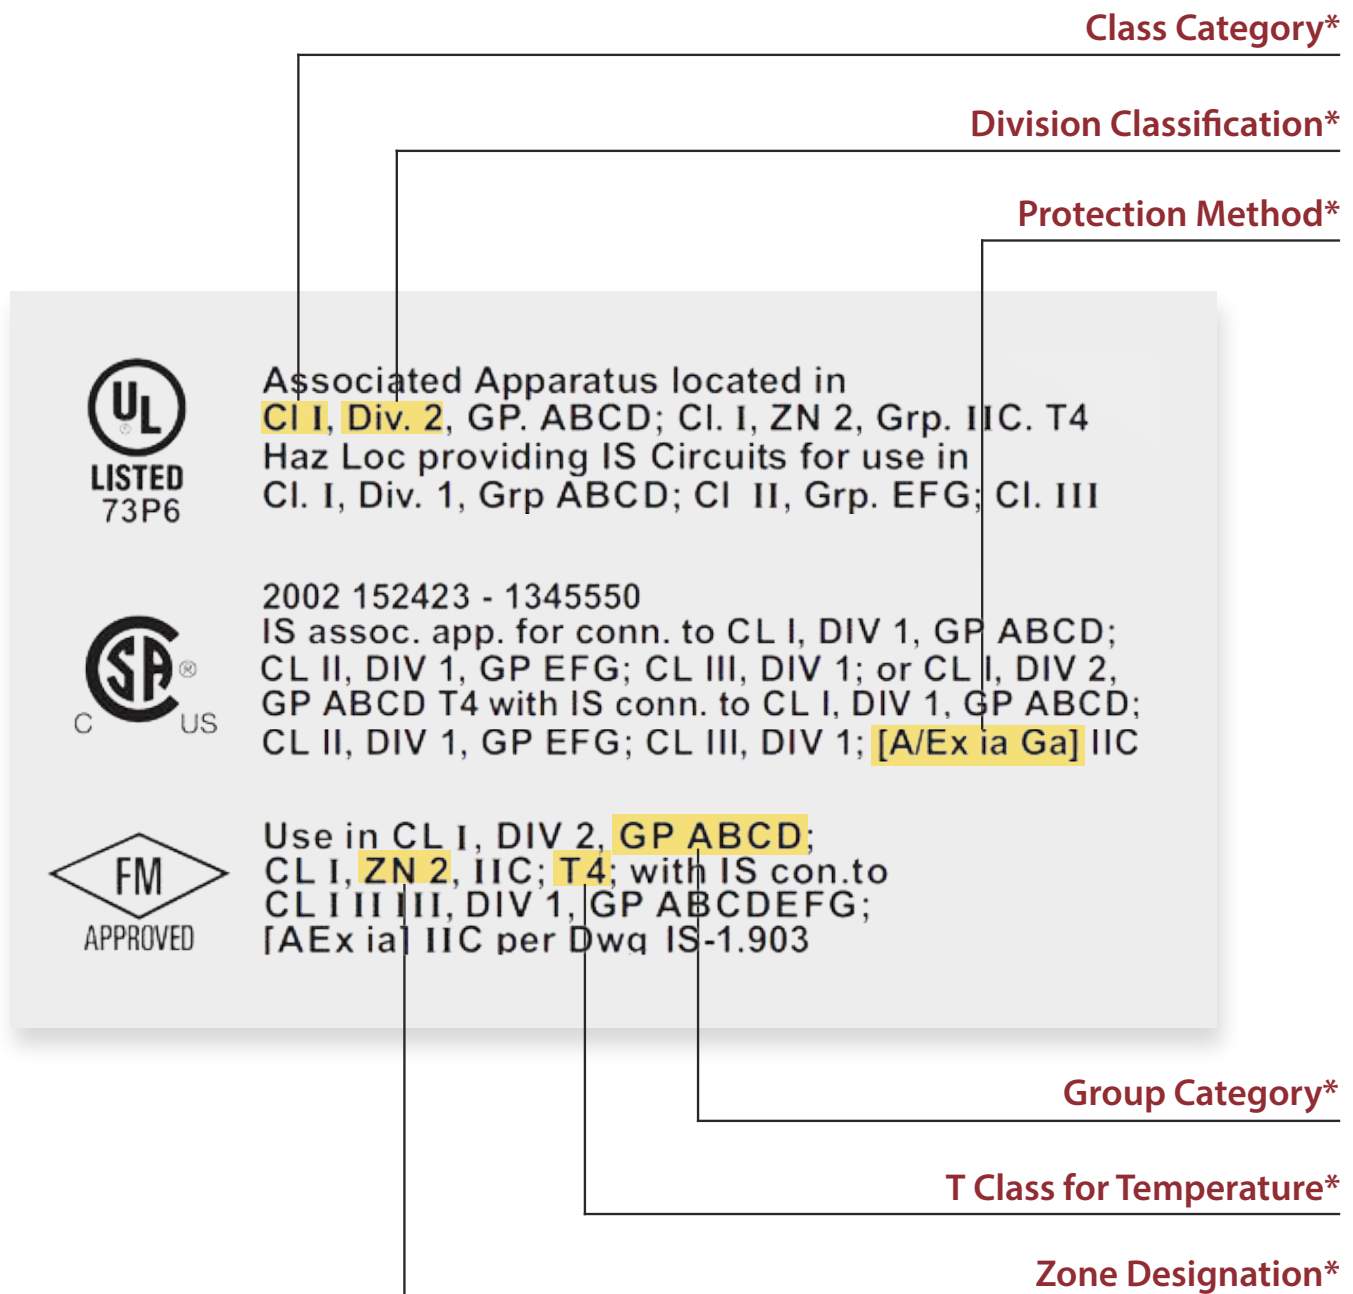 Class Category*
Division Classification*
Protection Method*
UL
®
LISTED
73P6
Associated Apparatus located in
Cl I, Div. 2, GP. ABCD; Cl. I, ZN 2, Grp. IIC. T4
Haz Loc providing IS Circuits for use in
Cl. I, Div. 1, Grp ABCD; Cl II, Grp. EFG; Cl. III
SA
®
C US
2002 152423 - 1345550
IS assoc. app. for conn. to CL I, DIV 1, GP ABCD;
CL II, DIV 1, GP EFG; CL III, DIV 1; or CL I, DIV 2,
GP ABCD T4 with IS conn. to CL I, DIV 1, GP ABCD;
CL II, DIV 1, GP EFG; CL III, DIV 1; [A/Ex ia Ga] IIC
FM
APPROVED
Use in CL I, DIV 2, GP ABCD;
CL I, ZN 2, IIC; T4; with IS con.to
CL I II III, DIV 1, GP ABCDEFG;
[AEx ia] IIC per Dwg IS-1.903
Group Category*
T Class for Temperature*
Zone Designation*